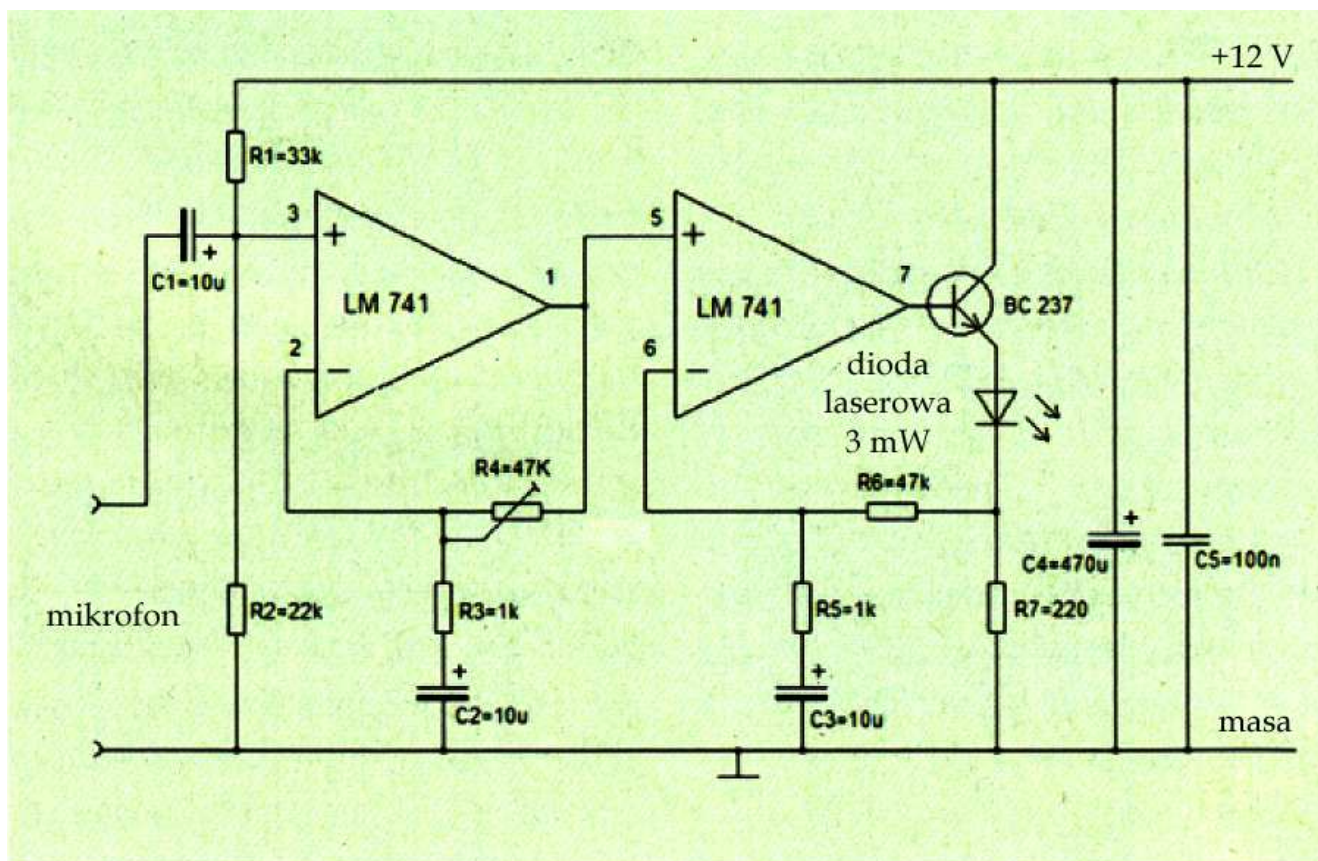 +12 V
R1=33k
3
+
C1=10u
+
LM 741
1
2
−
5
+
LM 741
7
6
−
BC 237
dioda
laserowa
3 mW
R4=47K
R6=47k
mikrofon
R2=22k
R3=1k
+
C2=10u
R5=1k
+
C3=10u
R7=220
+
C4=470u
C5=100n
masa